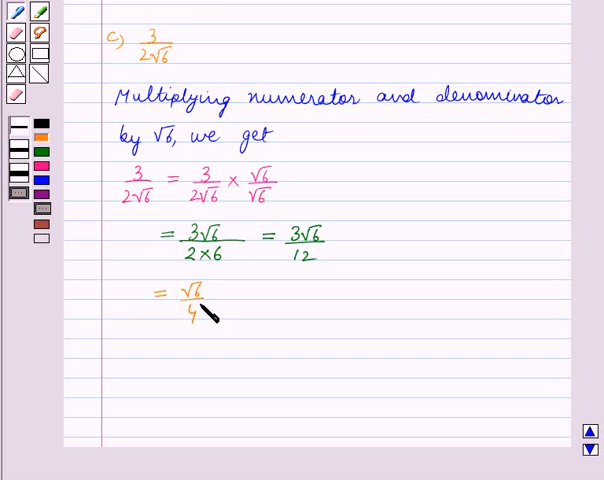 c) 3/2√6
Multiplying numerator and denominator
by √6, we get
3/2√6 = 3/2√6 × √6/√6
= 3√6/2×6 = 3√6/12
= √6/4